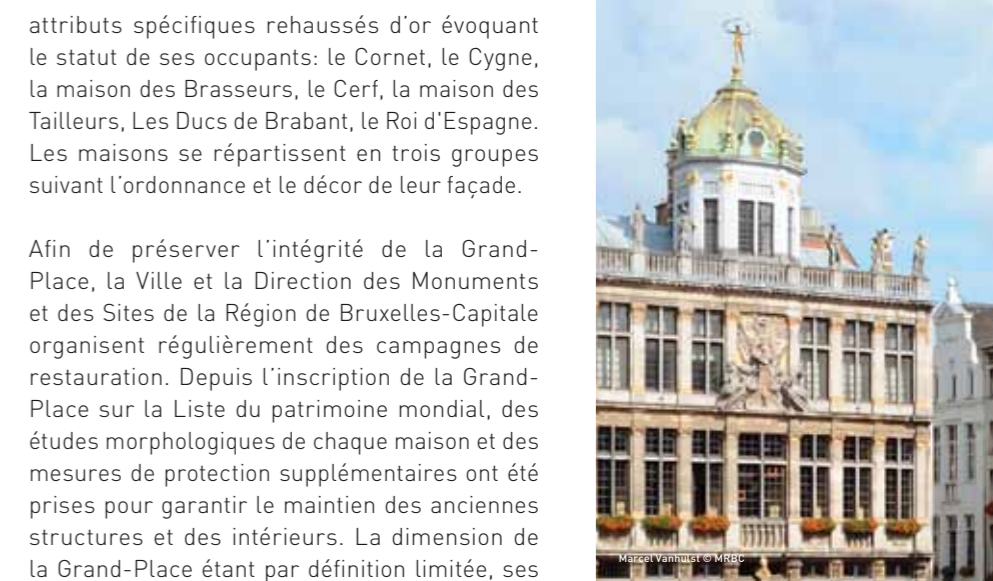 attributs spécifiques rehaussés d'or évoquant
le statut de ses occupants: le Cornet, le Cygne,
la maison des Brasseurs, le Cerf, la maison des
Tailleurs, Les Ducs de Brabant, le Roi d'Espagne.
Les maisons se répartissent en trois groupes
suivant l'ordonnance et le décor de leur façade.
Afin de préserver l'intégrité de la Grand-
Place, la Ville et la Direction des Monuments
et des Sites de la Région de Bruxelles-Capitale
organisent régulièrement des campagnes de
restauration. Depuis l'inscription de la Grand-
Place sur la Liste du patrimoine mondial, des
études morphologiques de chaque maison et des
mesures de protection supplémentaires ont été
prises pour garantir le maintien des anciennes
structures et des intérieurs. La dimension de
la Grand-Place étant par définition limitée, ses
Marcel Vanhulst © MRBC